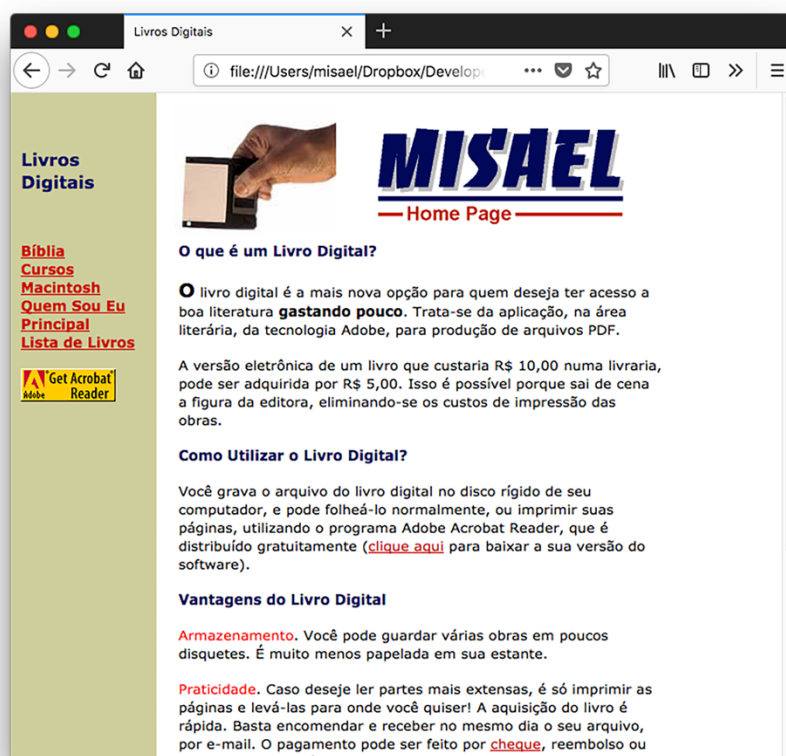 Livros Digitais
file:///Users/misael/Dropbox/Develop
Livros
Digitais
Bíblia
Cursos
Macintosh
Quem Sou Eu
Principal
Lista de Livros
Get Acrobat
Adobe Reader
MISAEL
Home Page
O que é um Livro Digital?
O livro digital é a mais nova opção para quem deseja ter acesso a
boa literatura gastando pouco. Trata-se da aplicação, na área
literária, da tecnologia Adobe, para produção de arquivos PDF.
A versão eletrônica de um livro que custaria R$ 10,00 numa livraria,
pode ser adquirida por R$ 5,00. Isso é possível porque sai de cena
a figura da editora, eliminando-se os custos de impressão das
obras.
Como Utilizar o Livro Digital?
Você grava o arquivo do livro digital no disco rígido de seu
computador, e pode folheá-lo normalmente, ou imprimir suas
páginas, utilizando o programa Adobe Acrobat Reader, que é
distribuído gratuitamente (clique aqui para baixar a sua versão do
software).
Vantagens do Livro Digital
Armazenamento. Você pode guardar várias obras em poucos
disquetes. É muito menos papelada em sua estante.
Praticidade. Caso deseje ler partes mais extensas, é só imprimir as
páginas e levá-las para onde você quiser! A aquisição do livro é
rápida. Basta encomendar e receber no mesmo dia o seu arquivo,
por e-mail. O pagamento pode ser feito por cheque, reembolso ou